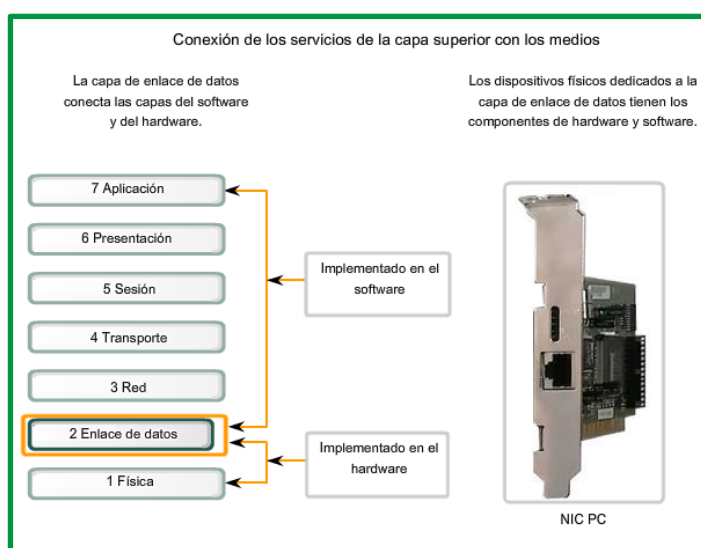 Conexión de los servicios de la capa superior con los medios
La capa de enlace de datos
conecta las capas del software
y del hardware.
Los dispositivos físicos dedicados a la
capa de enlace de datos tienen los
componentes de hardware y software.
7 Aplicación
6 Presentación
5 Sesión
4 Transporte
3 Red
2 Enlace de datos
1 Física
Implementado en el
software
Implementado en el
hardware
NIC PC